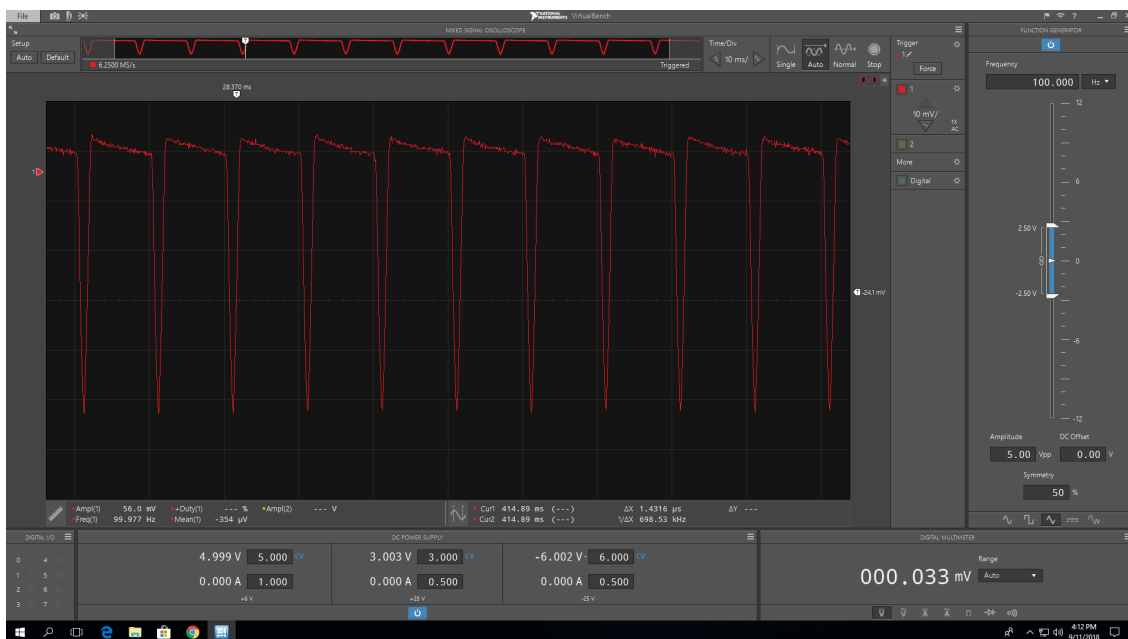 File
NATIONAL INSTRUMENTS VirtualBench
MIXED SIGNAL OSCILLOSCOPE
Setup
Auto Default
6.2500 MS/s
Triggered
Time/Div
10 ms/
Single Auto Normal Stop
Trigger
1
Force
28.370 ms
1
10 mV/
1X
AC
2
More
Digital
1
-24.1 mV
Ampl(1) 56.0 mV +Duty(1) --- % Ampl(2) --- V
Freq(1) 99.977 Hz Mean(1) -354 µV
Cur1 414.89 ms (---) ΔX 1.4316 µs ΔY ---
Cur2 414.89 ms (---) 1/ΔX 698.53 kHz
FUNCTION GENERATOR
Frequency
100.000 Hz
12
6
2.50 V
0
-2.50 V
-6
-12
Amplitude DC Offset
5.00 Vpp 0.00 V
Symmetry
50 %
DIGITAL I/O
0 4
1 5
2 6
3 7
DC POWER SUPPLY
4.999 V 5.000 CV 3.003 V 3.000 CV -6.002 V - 6.000 CV
0.000 A 1.000 0.000 A 0.500 0.000 A 0.500
+6 V +25 V -25 V
DIGITAL MULTIMETER
Range
000.033 mV Auto
4:12 PM
9/11/2018